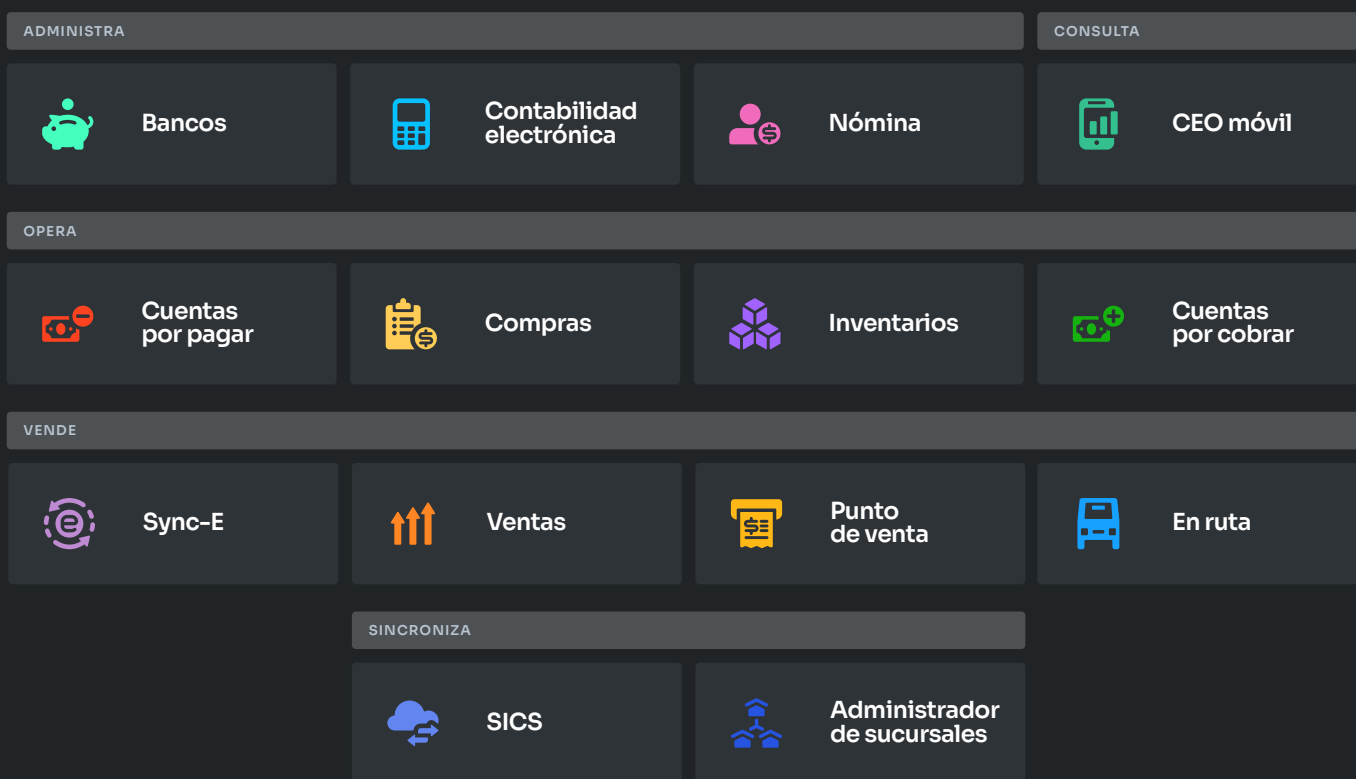 ADMINISTRA
CONSULTA
Bancos
Contabilidad
electrónica
Nómina
CEO móvil
OPERA
Cuentas
por pagar
Compras
Inventarios
Cuentas
por cobrar
VENDE
Sync-E
Ventas
Punto
de venta
En ruta
SINCRONIZA
SICS
Administrador
de sucursales